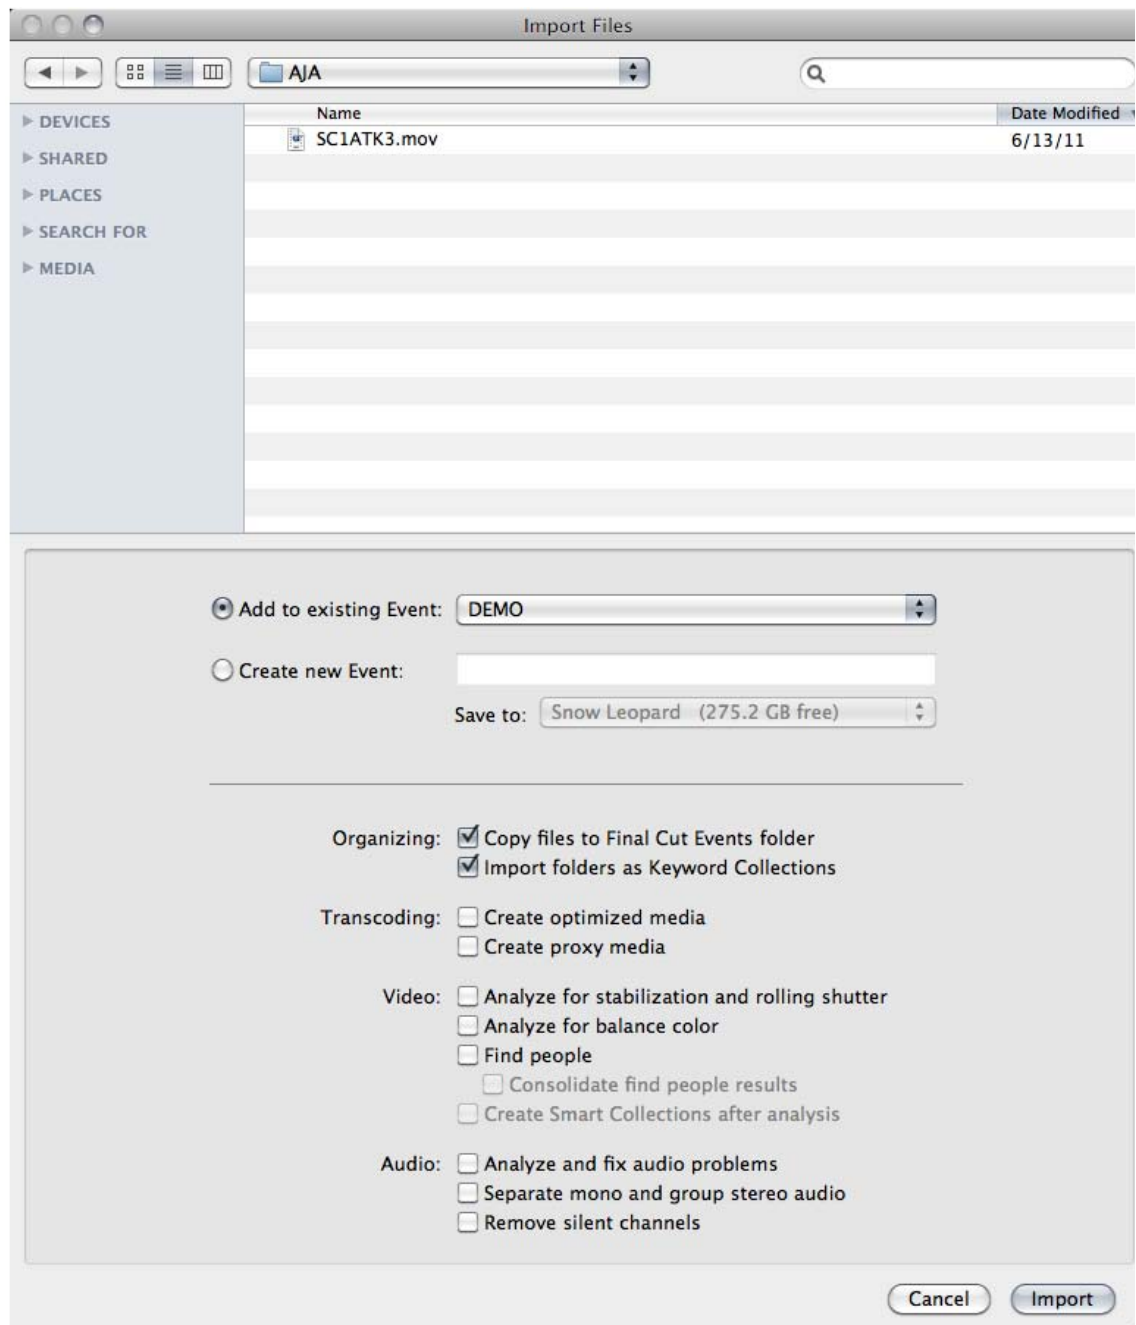 Import Files
AJA
DEVICES
SHARED
PLACES
SEARCH FOR
MEDIA
Name Date Modified
SC1ATK3.mov 6/13/11
Add to existing Event: DEMO
Create new Event:
Save to: Snow Leopard (275.2 GB free)
Organizing: Copy files to Final Cut Events folder
Import folders as Keyword Collections
Transcoding: Create optimized media
Create proxy media
Video: Analyze for stabilization and rolling shutter
Analyze for balance color
Find people
Consolidate find people results
Create Smart Collections after analysis
Audio: Analyze and fix audio problems
Separate mono and group stereo audio
Remove silent channels
Cancel Import